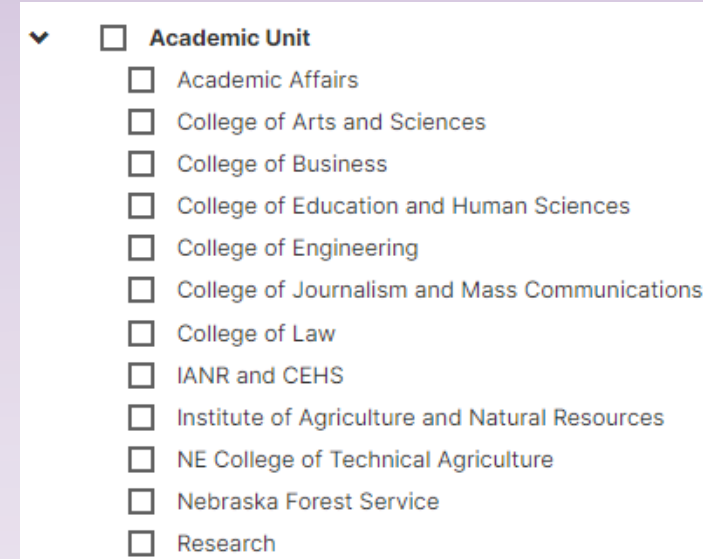 Academic Unit
Academic Affairs
College of Arts and Sciences
College of Business
College of Education and Human Sciences
College of Engineering
College of Journalism and Mass Communications
College of Law
IANR and CEHS
Institute of Agriculture and Natural Resources
NE College of Technical Agriculture
Nebraska Forest Service
Research